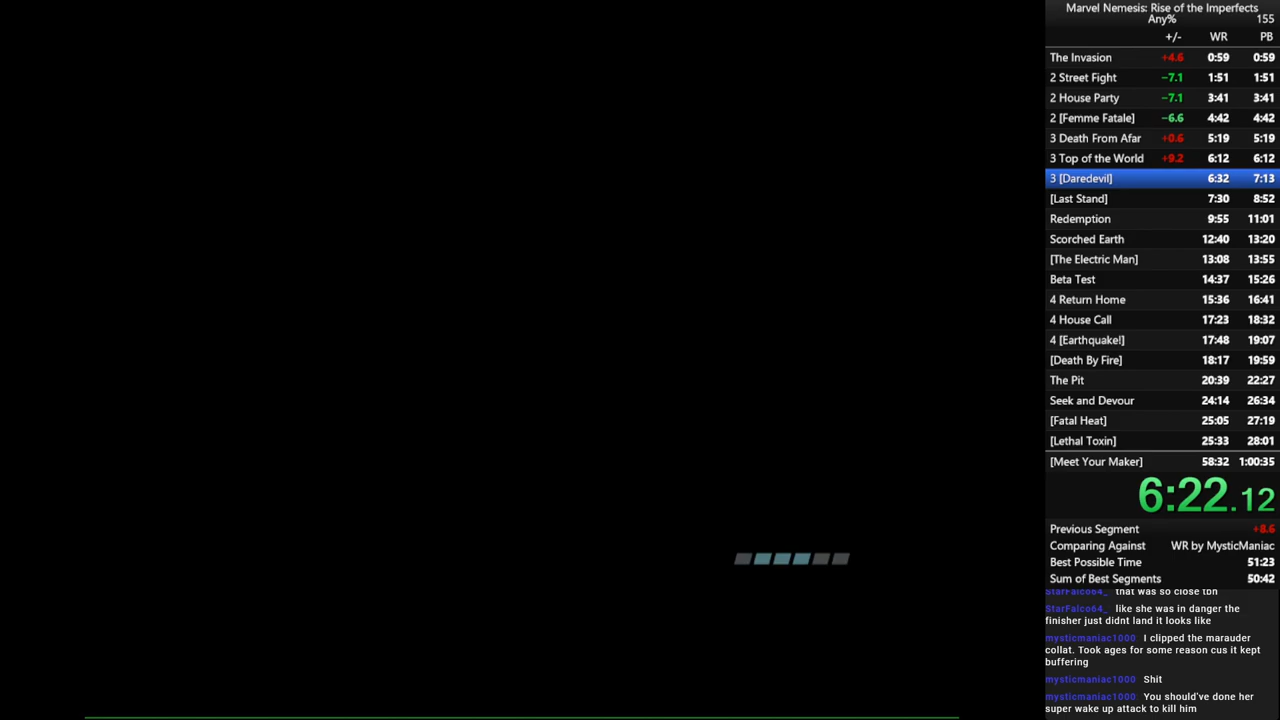 Marvel Nemesis: Rise of the Imperfects
Any% 155
+/- WR PB
The Invasion +4.6 0:59 0:59
2 Street Fight −7.1 1:51 1:51
2 House Party −7.1 3:41 3:41
2 [Femme Fatale] −6.6 4:42 4:42
3 Death From Afar +0.6 5:19 5:19
3 Top of the World +9.2 6:12 6:12
3 [Daredevil] 6:32 7:13
[Last Stand] 7:30 8:52
Redemption 9:55 11:01
Scorched Earth 12:40 13:20
[The Electric Man] 13:08 13:55
Beta Test 14:37 15:26
4 Return Home 15:36 16:41
4 House Call 17:23 18:32
4 [Earthquake!] 17:48 19:07
[Death By Fire] 18:17 19:59
The Pit 20:39 22:27
Seek and Devour 24:14 26:34
[Fatal Heat] 25:05 27:19
[Lethal Toxin] 25:33 28:01
[Meet Your Maker] 58:32 1:00:35
6:22.12
Previous Segment +8.6
Comparing Against WR by MysticManiac
Best Possible Time 51:23
Sum of Best Segments 50:42
StarFalco64_ that was so close tbh
StarFalco64_ like she was in danger the
finisher just didnt land it looks like
mysticmaniac1000 I clipped the marauder
collat. Took ages for some reason cus it kept
buffering
mysticmaniac1000 Shit
mysticmaniac1000 You should've done her
super wake up attack to kill him